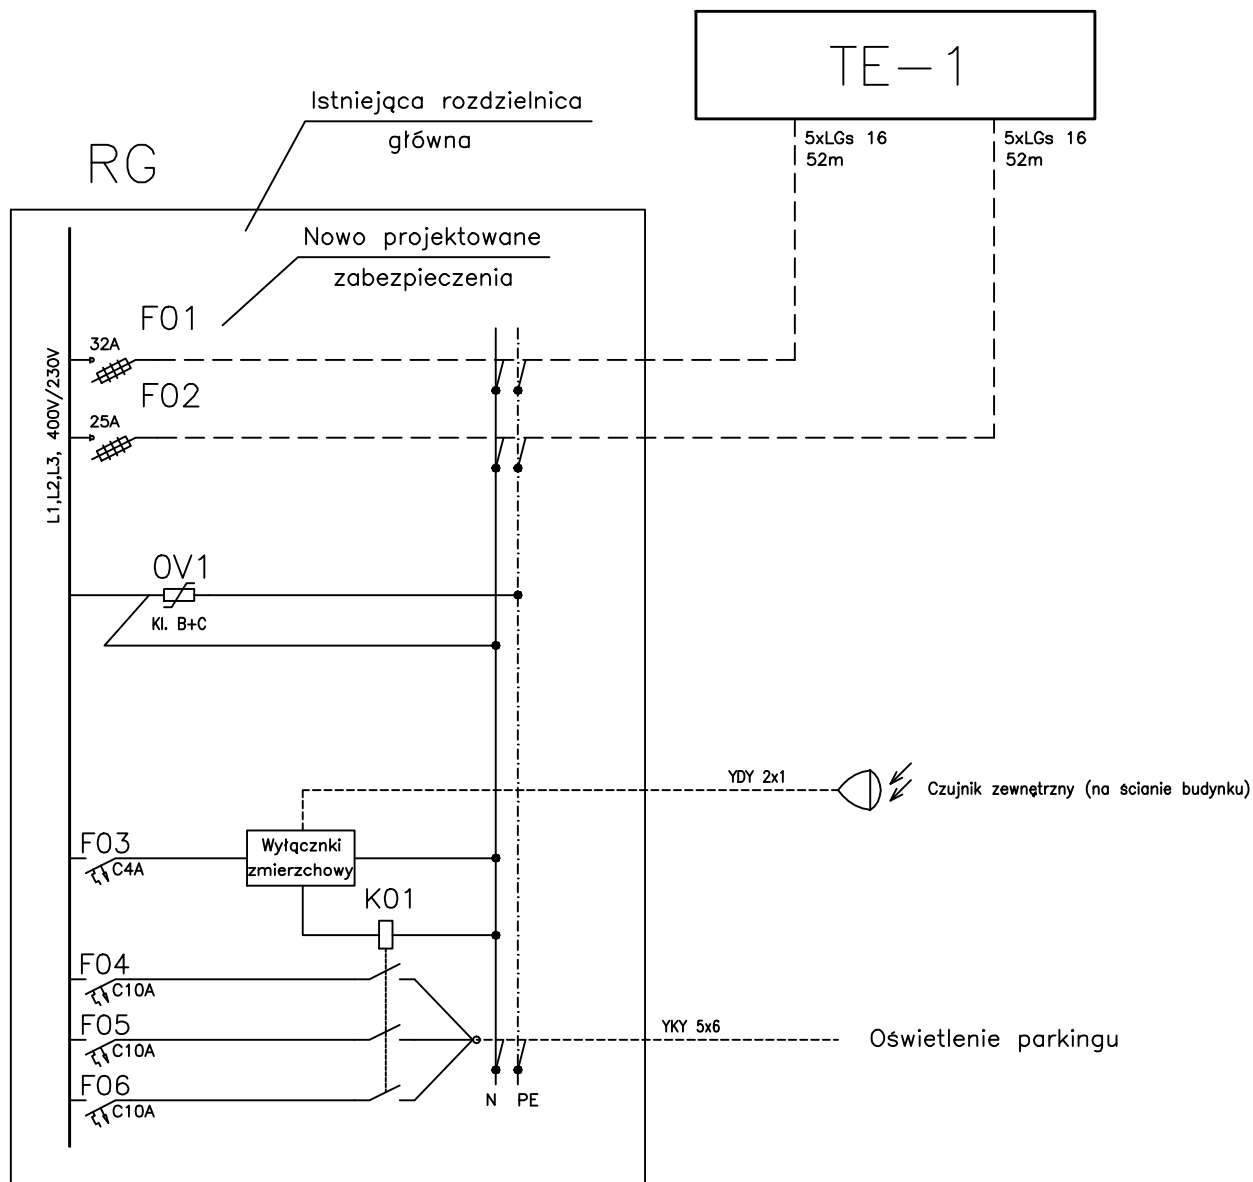 TE-1
Istniejąca rozdzielnica
główna
5xLGs 16
52m
5xLGs 16
52m
RG
Nowo projektowane
zabezpieczenia
F01
32A
F02
25A
L1,L2,L3, 400V/230V
OV1
Kl. B+C
YDY 2x1
Czujnik zewnętrzny (na ścianie budynku)
F03
C4A
Wyłącznki
zmierzchowy
K01
F04
C10A
F05
C10A
YKY 5x6
Oświetlenie parkingu
F06
C10A
N PE